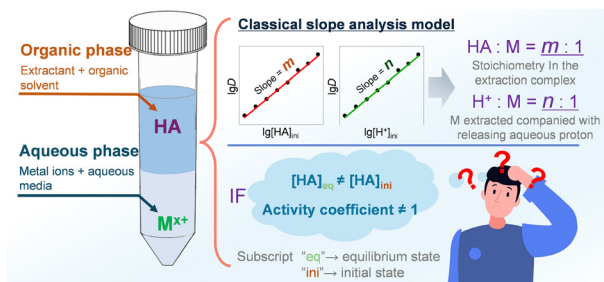 Organic phase
Extractant + organic
solvent
HA
Aqueous phase
Metal ions + aqueous
media
Mx+
Classical slope analysis model
lgD
Slope = m
lg[HA]ini
lgD
Slope = n
lg[H+]ini
HA : M = m : 1
Stoichiometry In the
extraction complex
H+ : M = n : 1
M extracted companied with
releasing aqueous proton
IF
[HA]eq ≠ [HA]ini
Activity coefficient ≠ 1
? ? ?
Subscript "eq"→ equilibrium state
"ini"→ initial state